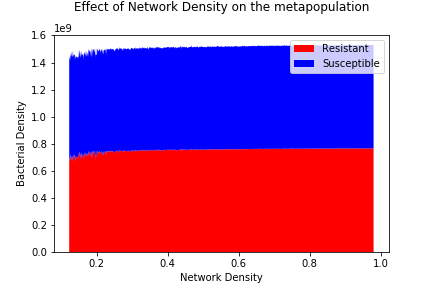 Effect of Network Density on the metapopulation
1e9
1.6
1.4
1.2
1.0
0.8
0.6
0.4
0.2
0.0
Bacterial Density
Resistant
Susceptible
0.2 0.4 0.6 0.8 1.0
Network Density